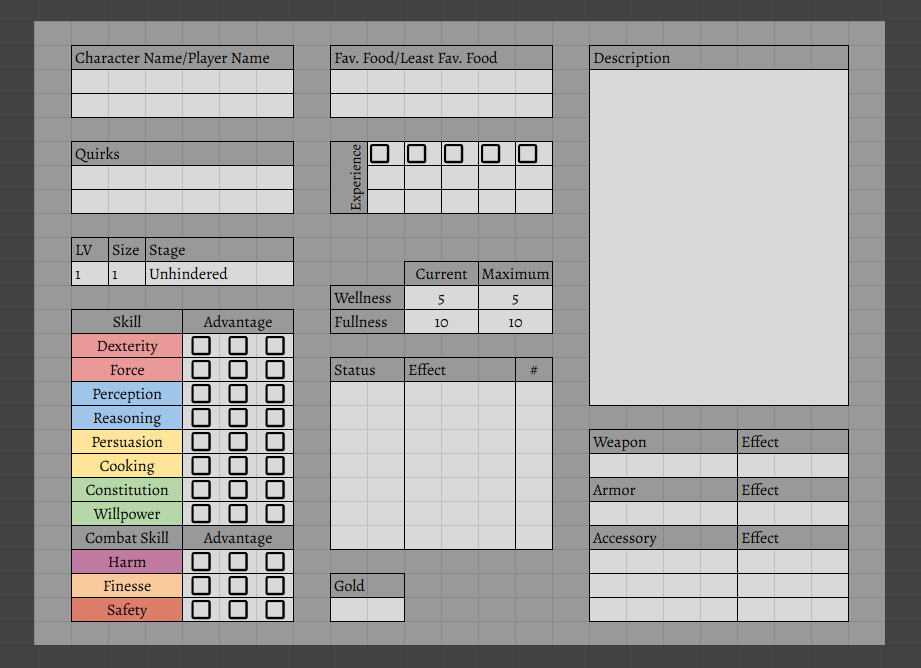 Character Name/Player Name
Fav. Food/Least Fav. Food
Description
Quirks
Experience
LV Size Stage
1 1 Unhindered
Current Maximum
Wellness 5 5
Fullness 10 10
Skill Advantage
Dexterity
Force
Perception
Reasoning
Persuasion
Cooking
Constitution
Willpower
Combat Skill Advantage
Harm
Finesse
Safety
Status Effect #
Gold
Weapon Effect
Armor Effect
Accessory Effect